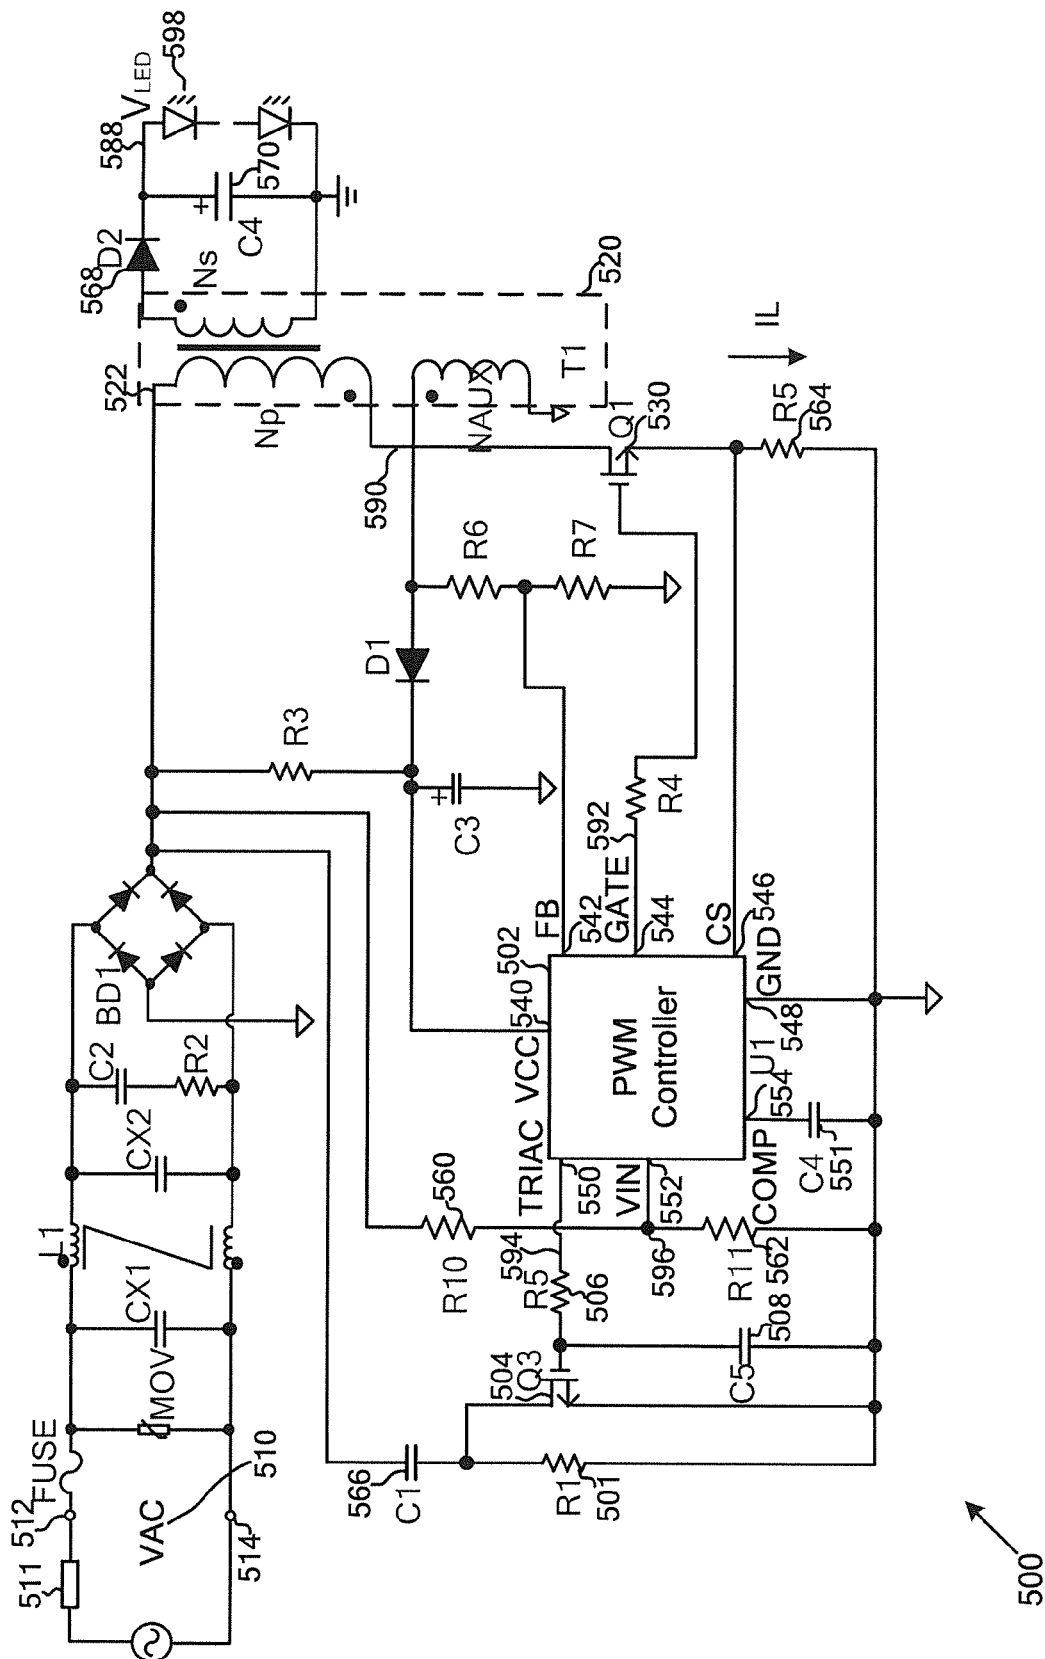 511
512
FUSE
VAC
510
514
MOV
CX1
L1
CX2
C2
R2
BD1
522
Np
568
D2
Ns
588
V LED
598
C4
570
520
T1
NAUX
590
Q1
530
IL
R5
564
R3
D1
R6
R7
C3
FB
542
GATE
592
544
R4
CS
546
GND
548
502
540
VCC
TRIAC
550
VIN
552
PWM
Controller
U1
554
COMP
C4
551
560
R10
594
R5
506
596
R11
562
508
C5
504
Q3
566
C1
R1
501
500